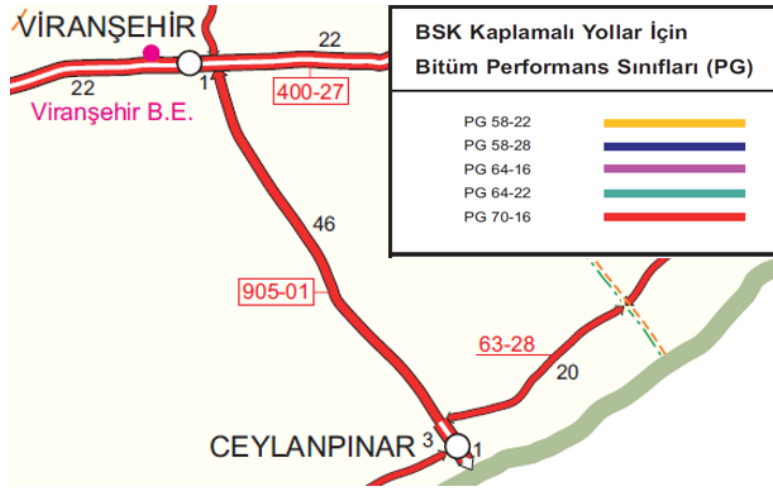 VİRANŞEHİR
22
1
22
400-27
Viranşehir B.E.
46
905-01
63-28
20
CEYLANPINAR
3
1
BSK Kaplamalı Yollar İçin
Bitüm Performans Sınıfları (PG)
PG 58-22
PG 58-28
PG 64-16
PG 64-22
PG 70-16